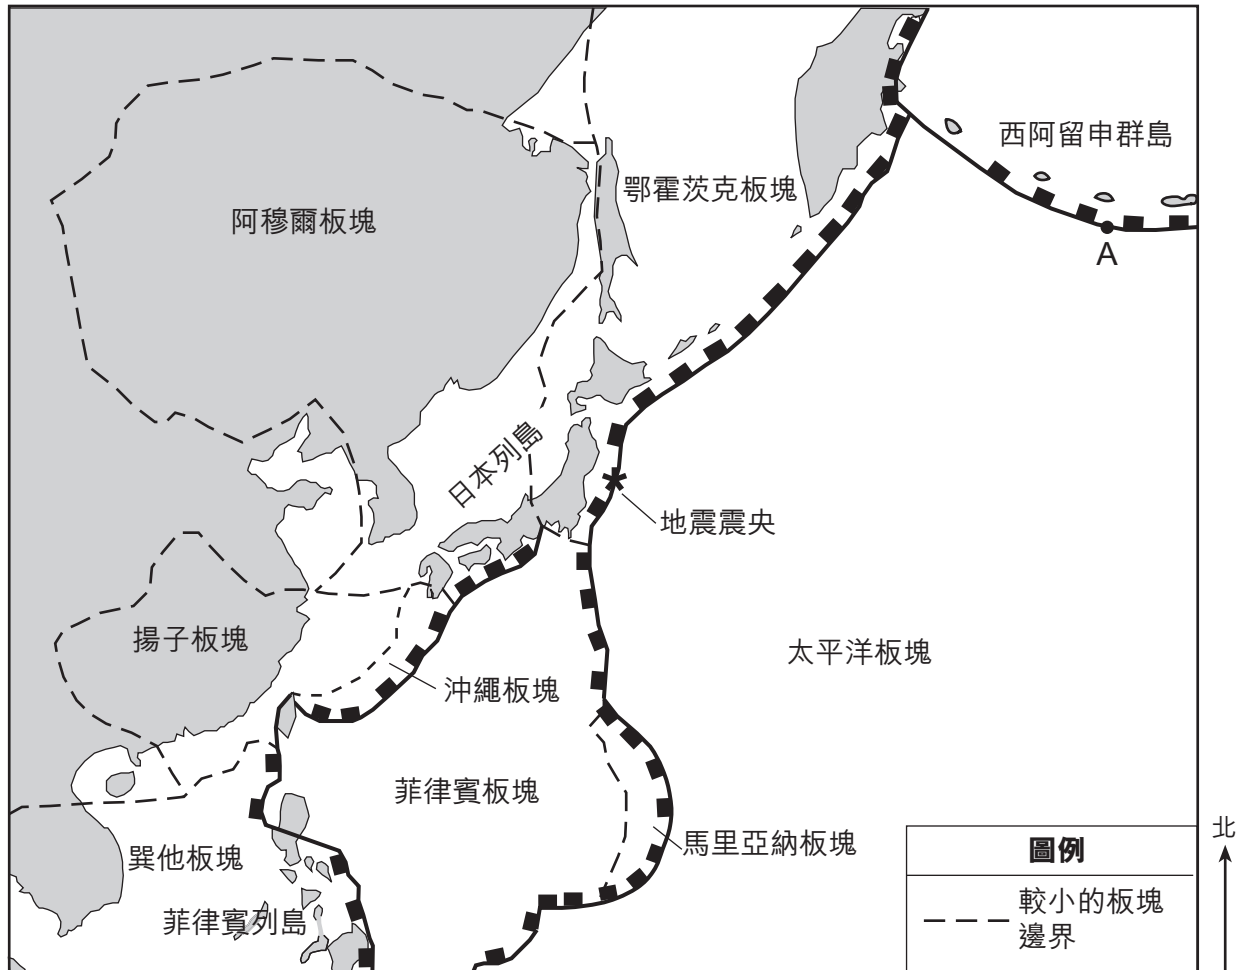 西阿留申群島
鄂霍茨克板塊
阿穆爾板塊
A
日本列島
地震震央
揚子板塊
太平洋板塊
沖繩板塊
菲律賓板塊
北
馬里亞納板塊
巽他板塊
菲律賓列島
圖例
較小的板塊
邊界